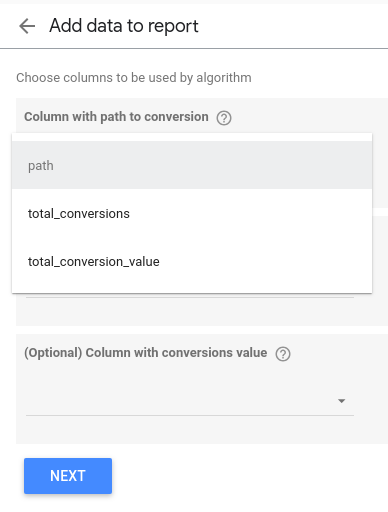 Add data to report
Choose columns to be used by algorithm
Column with path to conversion
path
total_conversions
total_conversion_value
(Optional) Column with conversions value
NEXT